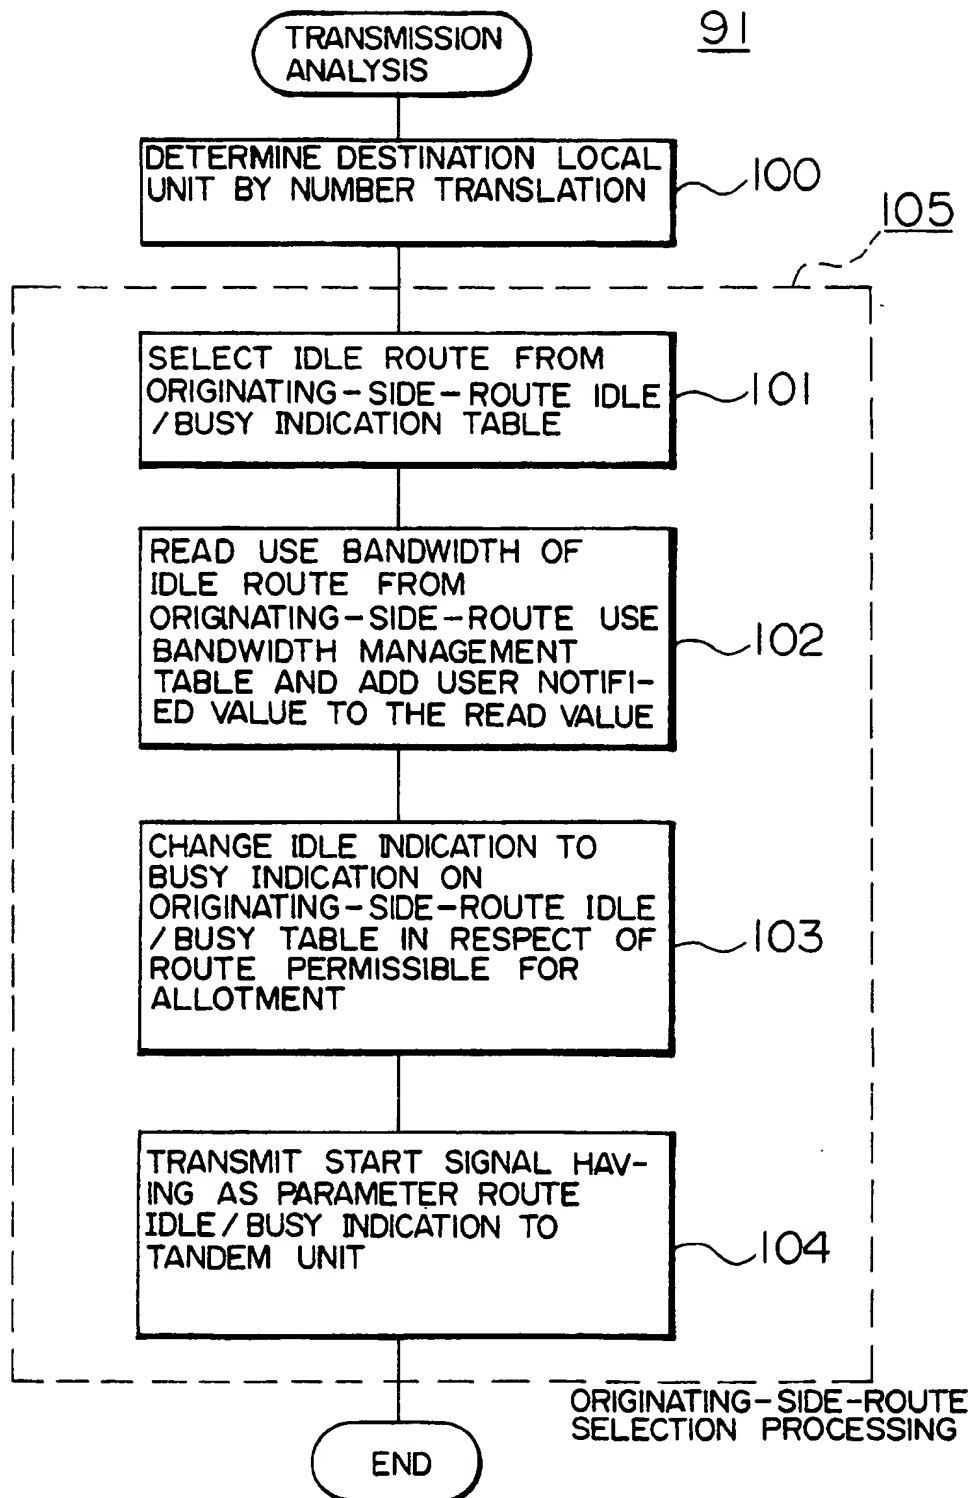 TRANSMISSION
ANALYSIS
91
DETERMINE DESTINATION LOCAL
UNIT BY NUMBER TRANSLATION
100
105
SELECT IDLE ROUTE FROM
ORIGINATING-SIDE-ROUTE IDLE
/BUSY INDICATION TABLE
101
READ USE BANDWIDTH OF
IDLE ROUTE FROM
ORIGINATING-SIDE-ROUTE USE
BANDWIDTH MANAGEMENT
TABLE AND ADD USER NOTIFI-
ED VALUE TO THE READ VALUE
102
CHANGE IDLE INDICATION TO
BUSY INDICATION ON
ORIGINATING-SIDE-ROUTE IDLE
/BUSY TABLE IN RESPECT OF
ROUTE PERMISSIBLE FOR
ALLOTMENT
103
TRANSMIT START SIGNAL HAV-
ING AS PARAMETER ROUTE
IDLE/BUSY INDICATION TO
TANDEM UNIT
104
ORIGINATING-SIDE-ROUTE
SELECTION PROCESSING
END